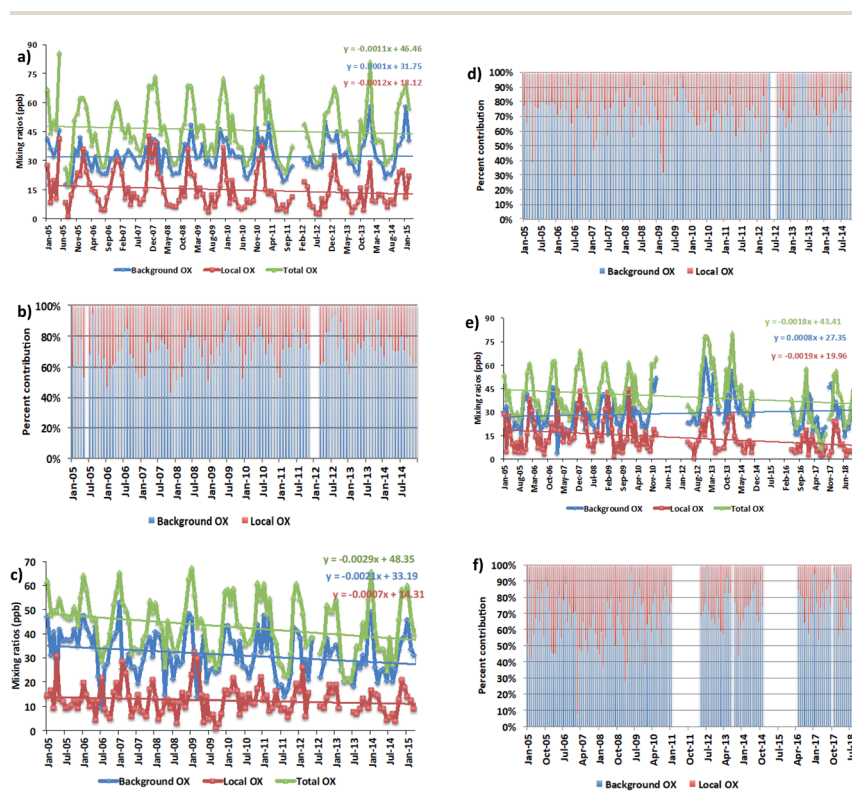 a)
y = -0.0011x + 46.46
y = 0.0001x + 31.75
y = -0.0012x + 18.12
Mixing ratios (ppb)
90
75
60
45
30
15
0
Jan-05
Jun-05
Nov-05
Apr-06
Sep-06
Feb-07
Jul-07
Dec-07
May-08
Oct-08
Mar-09
Aug-09
Jan-10
Jun-10
Nov-10
Apr-11
Sep-11
Feb-12
Jul-12
Dec-12
May-13
Oct-13
Mar-14
Aug-14
Jan-15
Background OX Local OX Total OX
b)
Percent contribution
100%
80%
60%
40%
20%
0%
Jan-05
Jul-05
Jan-06
Jul-06
Jan-07
Jul-07
Jan-08
Jul-08
Jan-09
Jul-09
Jan-10
Jul-10
Jan-11
Jul-11
Jan-12
Jul-12
Jan-13
Jul-13
Jan-14
Jul-14
Background OX Local OX
c)
y = -0.0029x + 48.35
y = -0.0021x + 33.19
y = -0.0007x + 14.31
Mixing ratios (ppb)
70
60
50
40
30
20
10
0
Jan-05
Jul-05
Jan-06
Jul-06
Jan-07
Jul-07
Jan-08
Jul-08
Jan-09
Jul-09
Jan-10
Jul-10
Jan-11
Jul-11
Jan-12
Jul-12
Jan-13
Jul-13
Jan-14
Jul-14
Jan-15
Background OX Local OX Total OX
d)
Percent contribution
100%
90%
80%
70%
60%
50%
40%
30%
20%
10%
0%
Jan-05
Jul-05
Jan-06
Jul-06
Jan-07
Jul-07
Jan-08
Jul-08
Jan-09
Jul-09
Jan-10
Jul-10
Jan-11
Jul-11
Jan-12
Jul-12
Jan-13
Jul-13
Jan-14
Jul-14
Background OX Local OX
e)
y = -0.0018x + 43.41
y = 0.0008x + 27.35
y = -0.0019x + 19.96
Mixing ratios (ppb)
90
75
60
45
30
15
0
Jan-05
Aug-05
Mar-06
Oct-06
May-07
Dec-07
Jul-08
Feb-09
Sep-09
Apr-10
Nov-10
Jun-11
Jan-12
Aug-12
Mar-13
Oct-13
May-14
Dec-14
Jul-15
Feb-16
Sep-16
Apr-17
Nov-17
Jun-18
Background OX Local OX Total OX
f)
Percent contribution
100%
90%
80%
70%
60%
50%
40%
30%
20%
10%
0%
Jan-05
Oct-05
Jul-06
Apr-07
Jan-08
Oct-08
Jul-09
Apr-10
Jan-11
Oct-11
Jul-12
Apr-13
Jan-14
Oct-14
Jul-15
Apr-16
Jan-17
Oct-17
Jul-18
Background OX Local OX